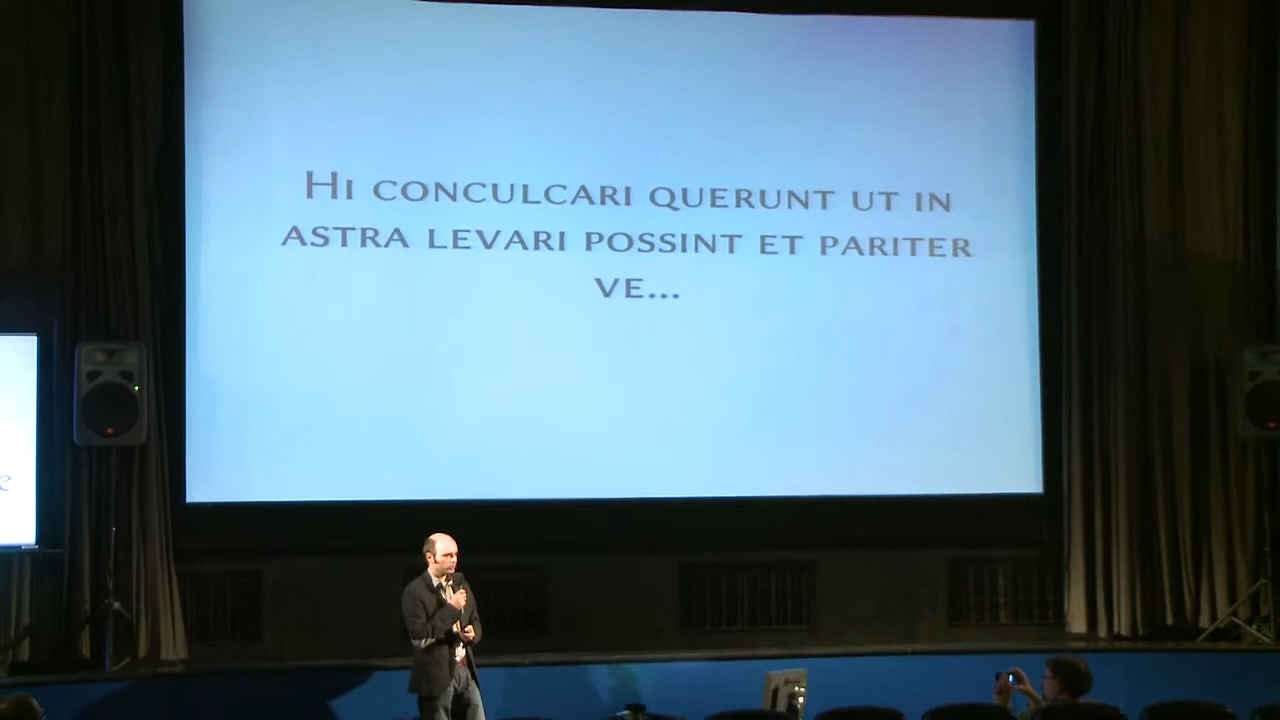 Hi conculcari querunt ut in
astra levari possint et pariter
ve...
e